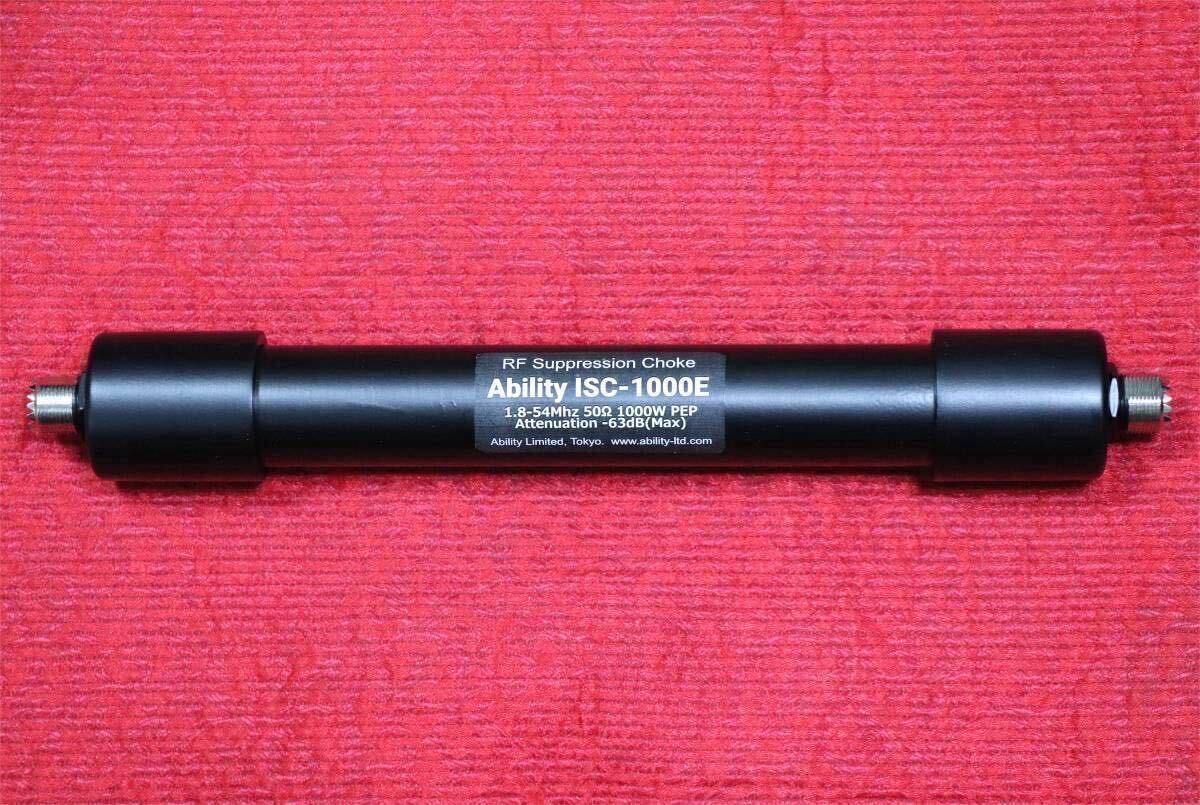 RF Suppression Choke
Ability ISC-1000E
1.8-54Mhz 50Ω 1000W PEP
Attenuation -63dB(Max)
Ability Limited, Tokyo. www.ability-ltd.com